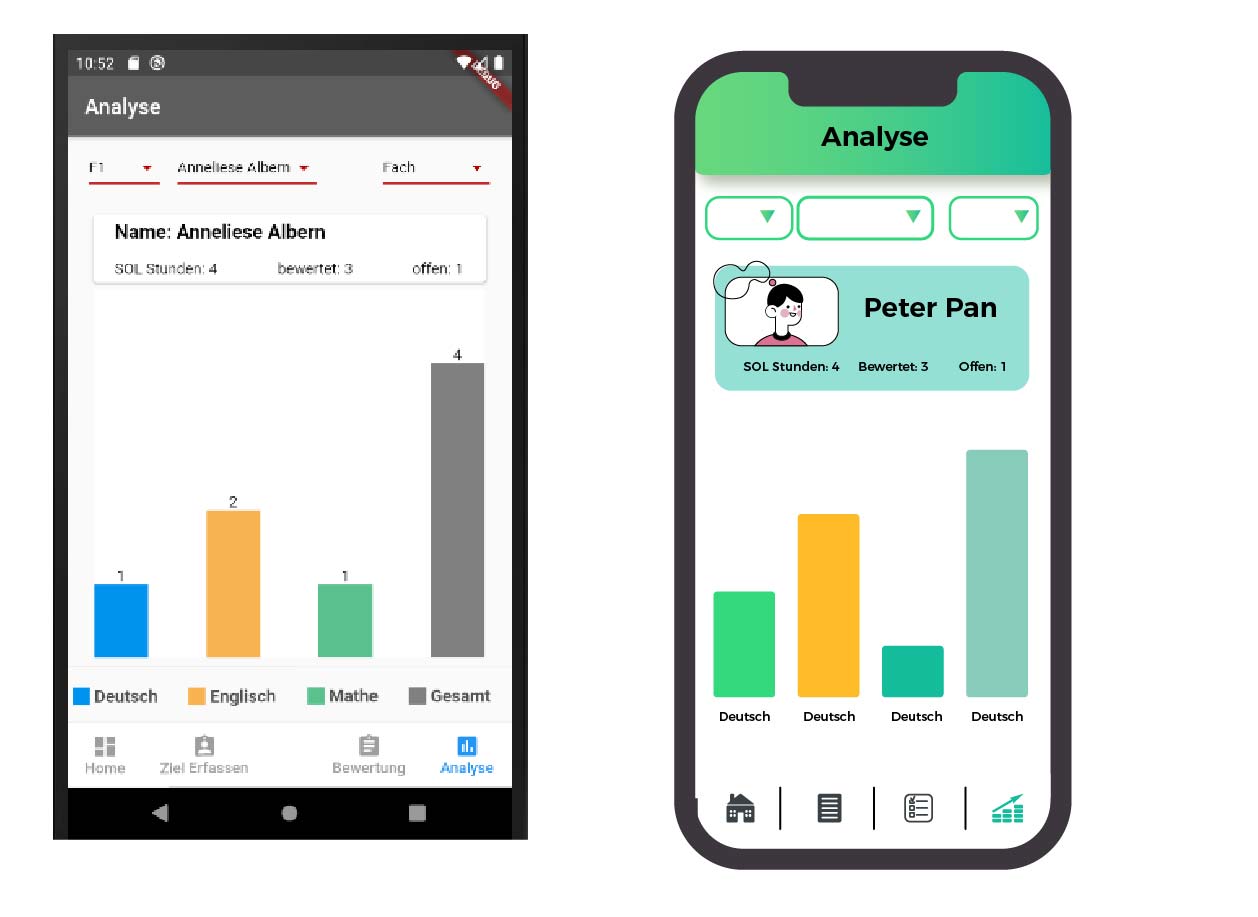 10:52
DEBUG
Analyse
F1 Anneliese Albern Fach
Name: Anneliese Albern
SOL Stunden: 4 bewertet: 3 offen: 1
4
2
1 1
Deutsch Englisch Mathe Gesamt
Home Ziel Erfassen Bewertung Analyse
Analyse
Peter Pan
SOL Stunden: 4 Bewertet: 3 Offen: 1
Deutsch Deutsch Deutsch Deutsch